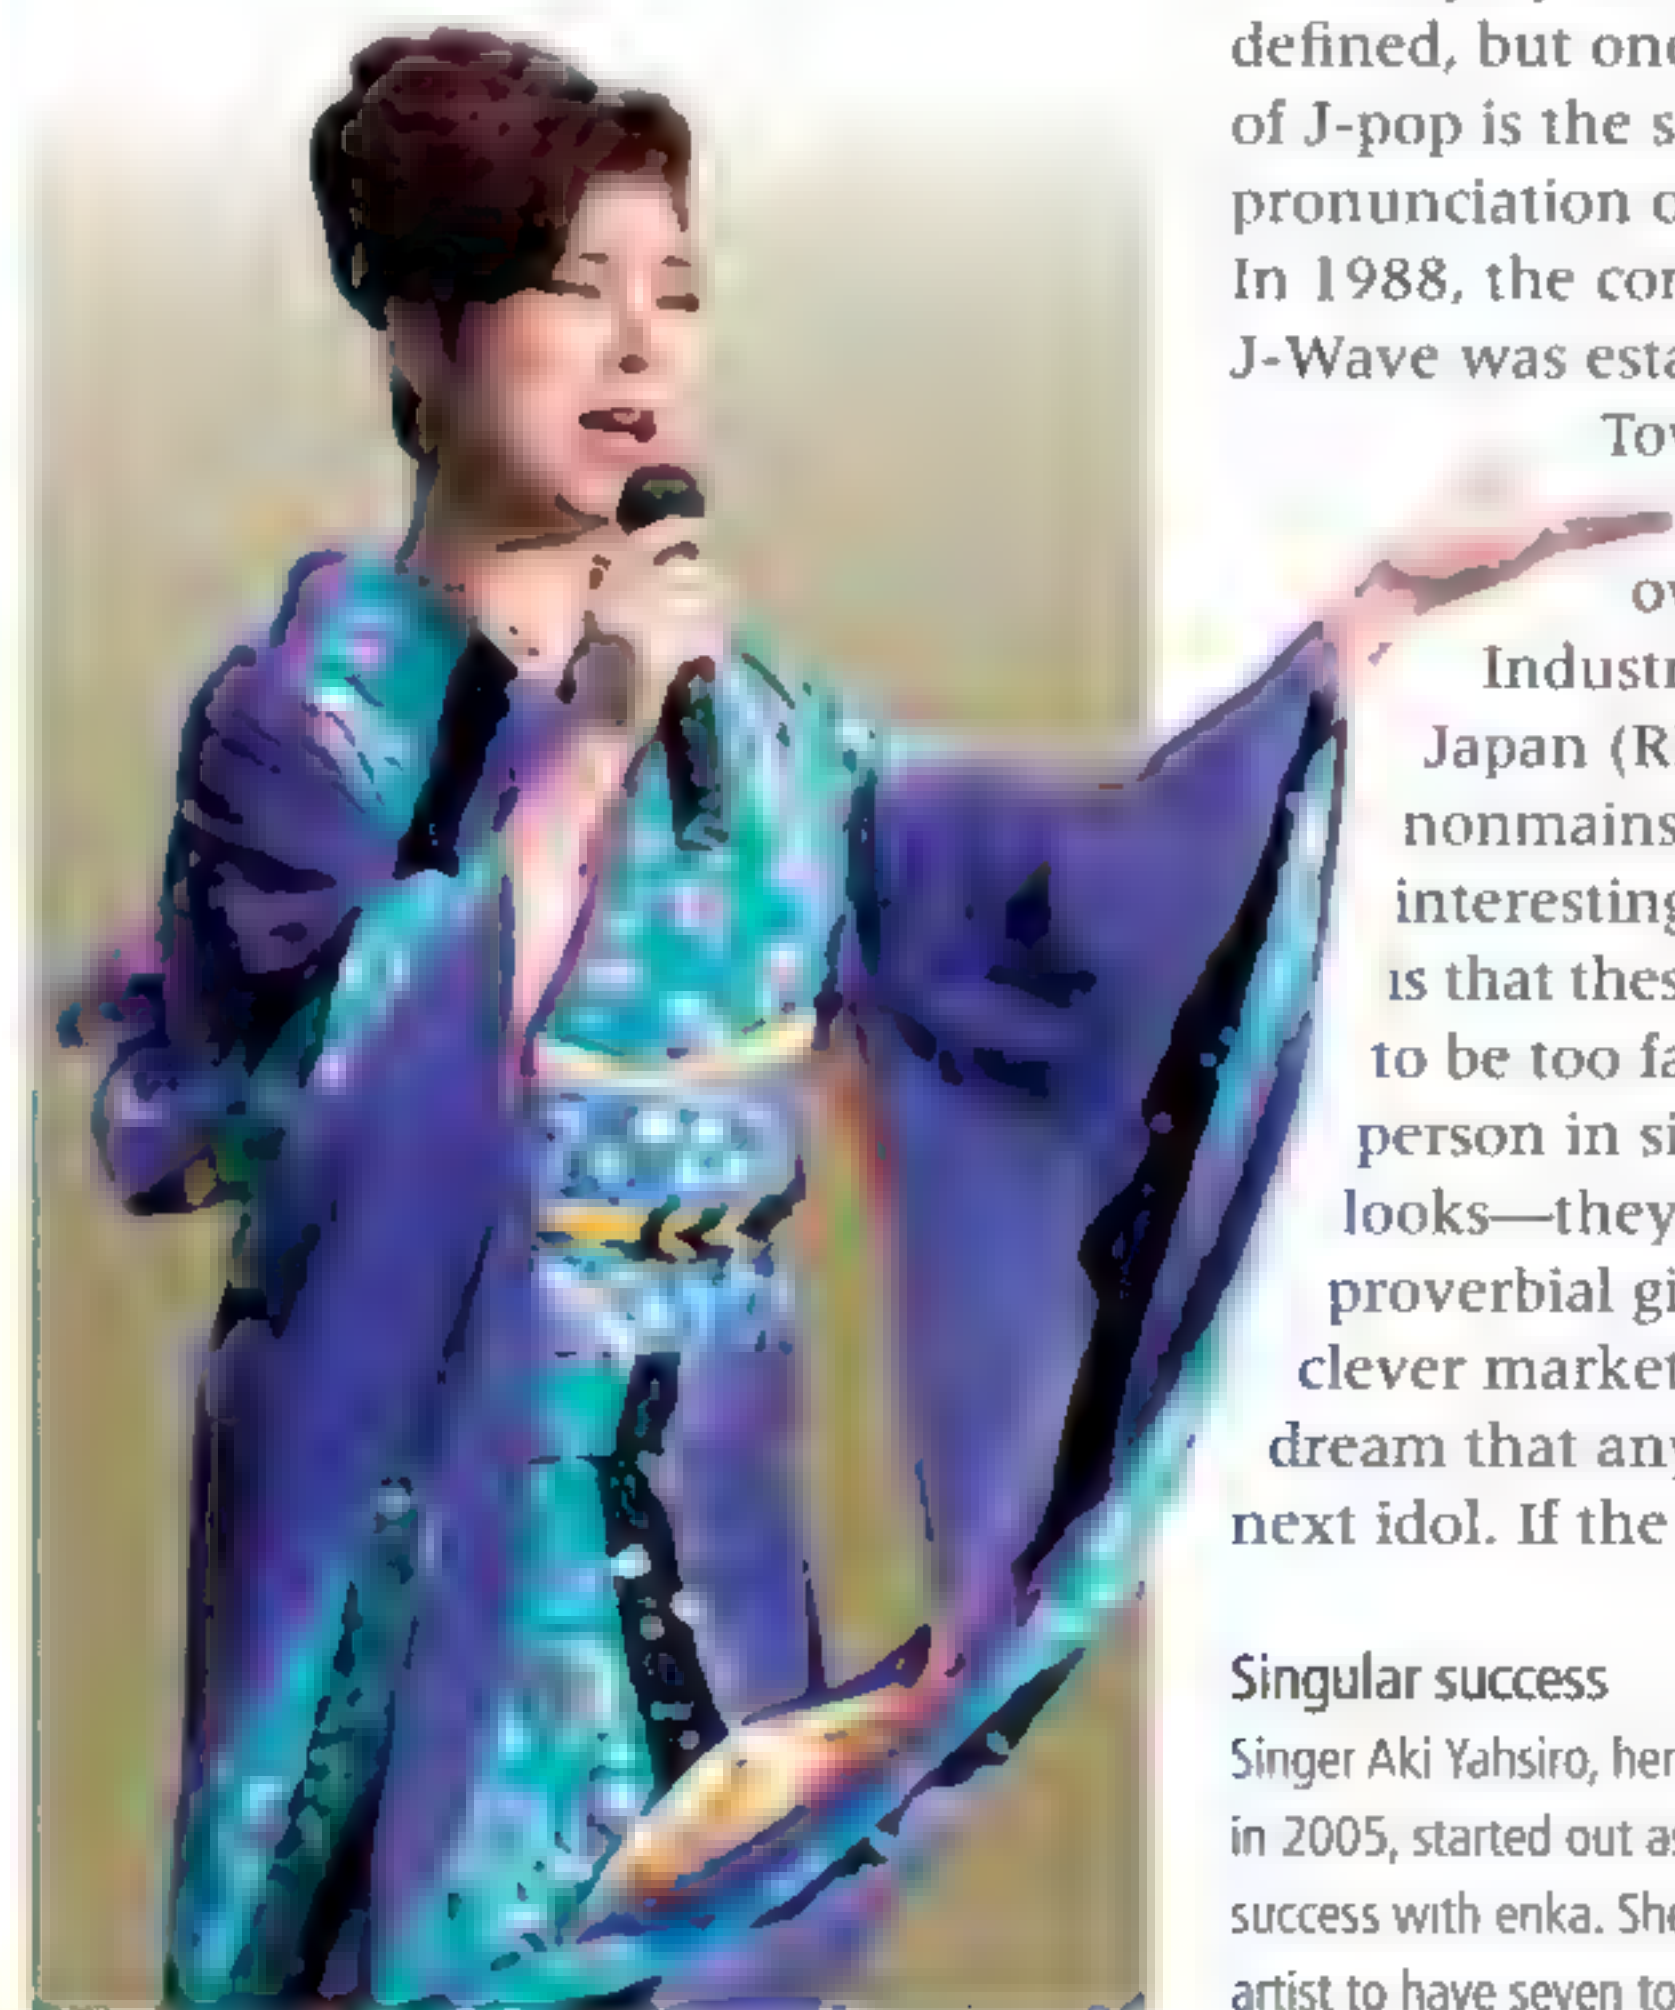 defined, but one
of J-pop is the s
pronunciation o
In 1988, the con
J-Wave was esta
Tow
ov
Industr
Japan (R
nonmains
interesting
is that thes
to be too fa
person in si
looks—they
proverbial gi
clever market
dream that any
next idol. If the
Singular success
Singer Aki Yahsiro, her
in 2005, started out as
success with enka. She
artist to have seven to